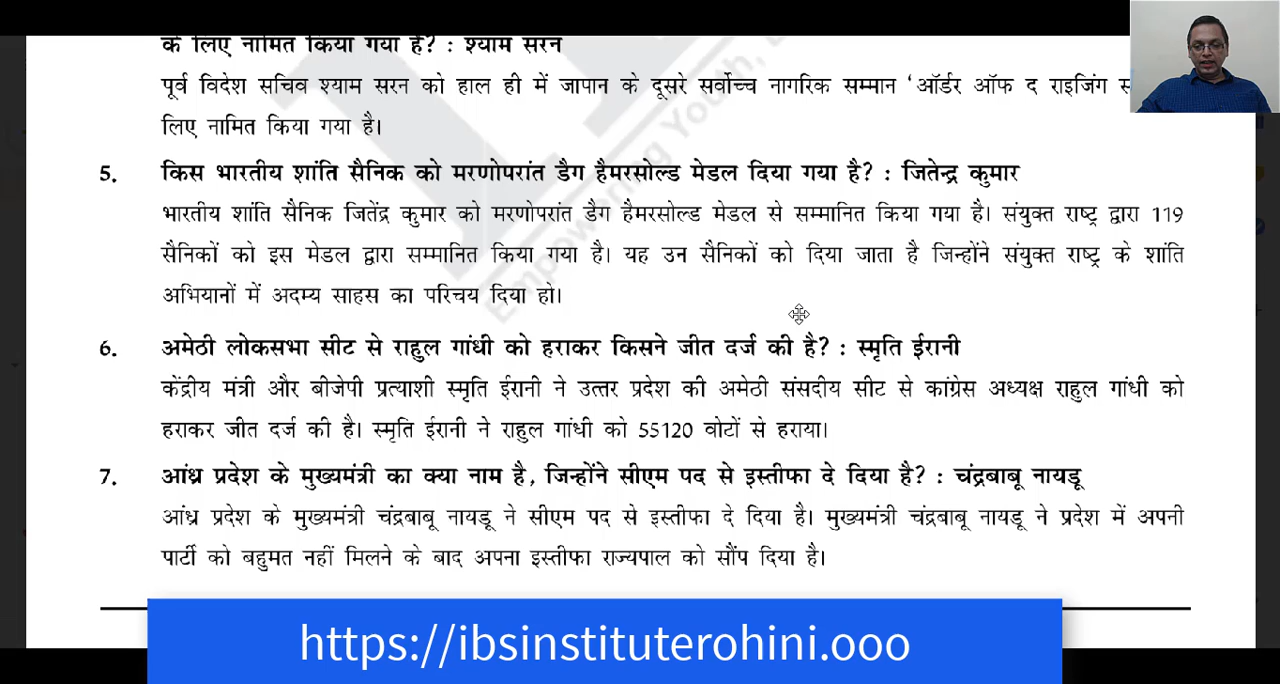 के लिए नामित किया गया है? : श्याम सरन
पूर्व विदेश सचिव श्याम सरन को हाल ही में जापान के दूसरे सर्वोच्च नागरिक सम्मान ‘ऑर्डर ऑफ द राइजिंग
लिए नामित किया गया है।
5. किस भारतीय शांति सैनिक को मरणोपरांत डैग हैमरसोल्ड मेडल दिया गया है? : जितेन्द्र कुमार
भारतीय शांति सैनिक जितेंद्र कुमार को मरणोपरांत डैग हैमरसोल्ड मेडल से सम्मानित किया गया है। संयुक्त राष्ट्र द्वारा 119
सैनिकों को इस मेडल द्वारा सम्मानित किया गया है। यह उन सैनिकों को दिया जाता है जिन्होंने संयुक्त राष्ट्र के शांति
अभियानों में अदम्य साहस का परिचय दिया हो।
6. अमेठी लोकसभा सीट से राहुल गांधी को हराकर किसने जीत दर्ज की है? : स्मृति ईरानी
केंद्रीय मंत्री और बीजेपी प्रत्याशी स्मृति ईरानी ने उत्तर प्रदेश की अमेठी संसदीय सीट से कांग्रेस अध्यक्ष राहुल गांधी को
हराकर जीत दर्ज की है। स्मृति ईरानी ने राहुल गांधी को 55120 वोटों से हराया।
7. आंध्र प्रदेश के मुख्यमंत्री का क्या नाम है, जिन्होंने सीएम पद से इस्तीफा दे दिया है? : चंद्रबाबू नायडू
आंध्र प्रदेश के मुख्यमंत्री चंद्रबाबू नायडू ने सीएम पद से इस्तीफा दे दिया है। मुख्यमंत्री चंद्रबाबू नायडू ने प्रदेश में अपनी
पार्टी को बहुमत नहीं मिलने के बाद अपना इस्तीफा राज्यपाल को सौंप दिया है।
https://ibsinstituterohini.ooo
Empowering Youth,